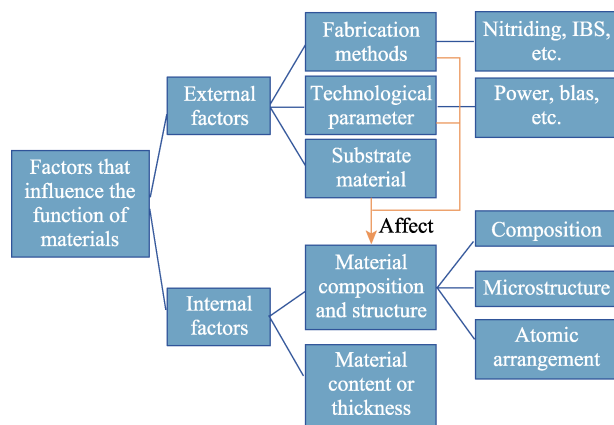 Fabrication
methods
Nitriding, IBS,
etc.
External
factors
Technological
parameter
Power, blas,
etc.
Substrate
material
Factors that
influence the
function of
materials
Affect
Composition
Material
composition
and structure
Microstructure
Internal
factors
Atomic
arrangement
Material
content or
thickness